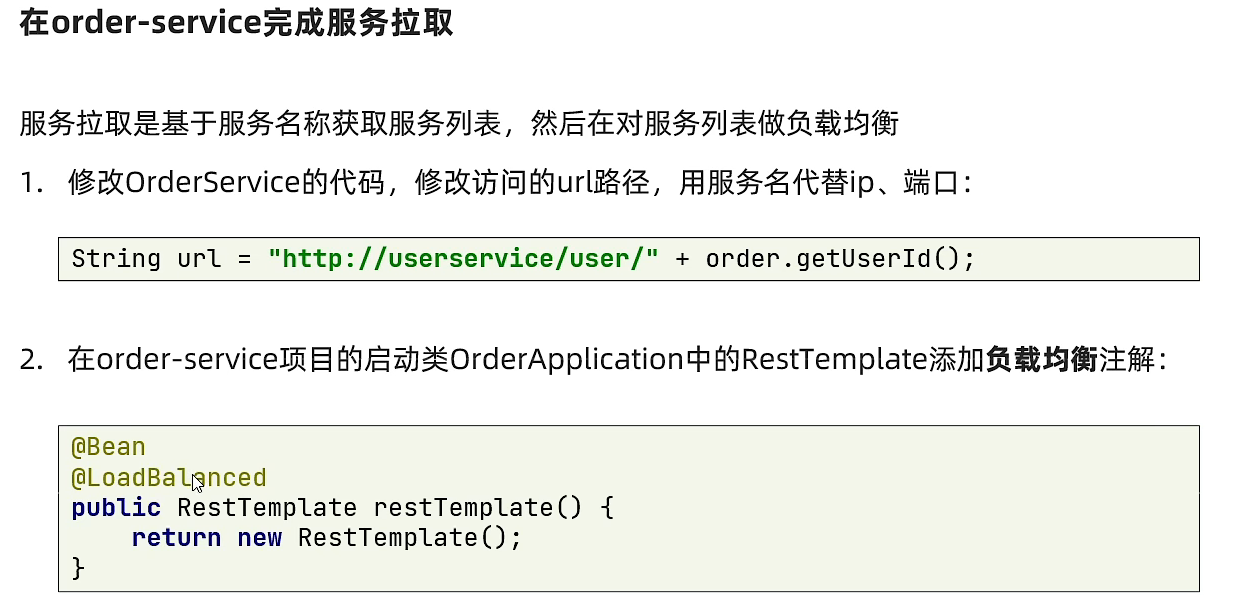 在order-service完成服务拉取
服务拉取是基于服务名称获取服务列表，然后在对服务列表做负载均衡
1. 修改OrderService的代码，修改访问的url路径，用服务名代替ip、端口：
String url = "http://userservice/user/" + order.getUserId();
2. 在order-service项目的启动类OrderApplication中的RestTemplate添加负载均衡注解：
@Bean
@LoadBalanced
public RestTemplate restTemplate() {
    return new RestTemplate();
}